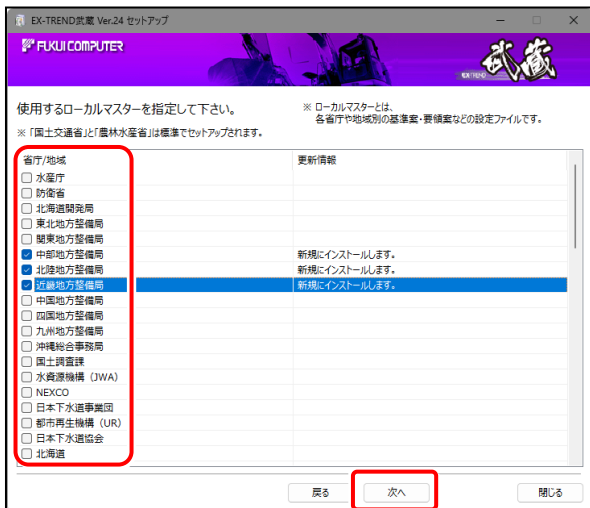 EX-TREND武蔵 Ver.24 セットアップ
FUKUI COMPUTER
EX-TREND 武蔵
使用するローカルマスターを指定して下さい。
※ ローカルマスターとは、
各省庁や地域別の基準案・要領案などの設定ファイルです。
※ 「国土交通省」と「農林水産省」は標準でセットアップされます。
省庁/地域 更新情報
水産庁
防衛省
北海道開発局
東北地方整備局
関東地方整備局
中部地方整備局 新規にインストールします。
北陸地方整備局 新規にインストールします。
近畿地方整備局 新規にインストールします。
中国地方整備局
四国地方整備局
九州地方整備局
沖縄総合事務局
国土調査課
水資源機構（JWA）
NEXCO
日本下水道事業団
都市再生機構（UR）
日本下水道協会
北海道
戻る 次へ 閉じる